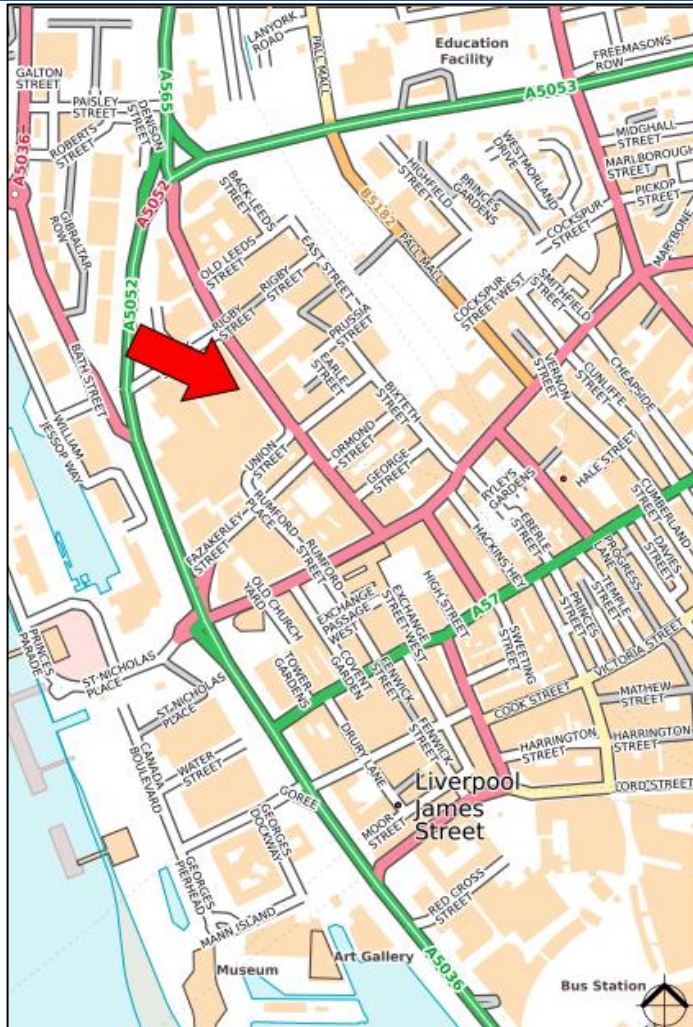 LANYORK
ROAD
PALL MALL
Education
Facility
FREEMASONS
ROW
GALTON
STREET
A565
A5053
PAISLEY
STREET
DENISON
STREET
ROBERTS
STREET
A5036
MIDGHALL
STREET
WESTMORLAND
DRIVE
MARLBOROUGH
STREET
HIGHFIELD
STREET
PRINCES
GARDENS
PICKOP
STREET
BACK-LEEDS
STREET
B5182
A5052
GIBRALTAR
ROW
COCKSPUR
STREET
OLD LEEDS
STREET
EAST STREET
PALL MALL
RIGBY
STREET
RIGBY
STREET
A5052
COCKSPUR
STREET-WEST
SMITHFIELD
STREET
PRUSSIA
STREET
BATH STREET
EARLE
STREET
VERNON
STREET
CUNLIFFE
STREET
CHEAPSIDE
BIXTETH
STREET
WILLIAM
JESSOP WAY
UNION
STREET
ORMOND
STREET
GEORGE
STREET
HALE STREET
RYLEYS
GARDENS
EBERLE
STREET
CUMBERLAND
STREET
FAZAKERLEY
STREET
RUMFORD
PLACE
RUMFORD
STREET
HACKINS HEY
DAVIES
STREET
PROGRESS
LANE
TEMPLE
STREET
PRINCES
STREET
OLD CHURCH
YARD
EXCHANGE
PASSAGE
WEST
EXCHANGE
STREET-WEST
HIGH STREET
A57
SWEETING
STREET
PRINCES
PARADE
ST-NICHOLAS
PLACE
ST-NICHOLAS
PLACE
TOWER
GARDENS
COVENT
GARDEN
FENWICK
STREET
VICTORIA STREET
COOK STREET
MATHEW
STREET
CANADA
BOULEVARD
WATER
STREET
DRURY LANE
FENWICK
STREET
HARRINGTON
STREET
HARRINGTON
STREET
GOREE
Liverpool
James
Street
LORD STREET
MOOR
STREET
GEORGES
DOCKWAY
GEORGES
PIERHEAD
MANN ISLAND
RED CROSS
STREET
Art Gallery
A5036
Museum
Bus Station